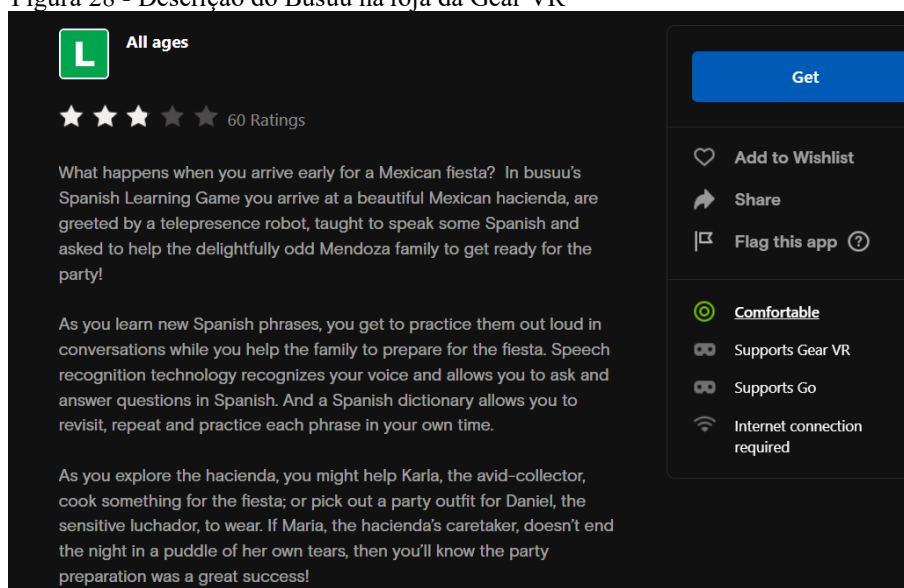 Figura 28 - Descrição do Busuu na loja da Gear VR
L
All ages
60 Ratings
What happens when you arrive early for a Mexican fiesta? In busuu's
Spanish Learning Game you arrive at a beautiful Mexican hacienda, are
greeted by a telepresence robot, taught to speak some Spanish and
asked to help the delightfully odd Mendoza family to get ready for the
party!
As you learn new Spanish phrases, you get to practice them out loud in
conversations while you help the family to prepare for the fiesta. Speech
recognition technology recognizes your voice and allows you to ask and
answer questions in Spanish. And a Spanish dictionary allows you to
revisit, repeat and practice each phrase in your own time.
As you explore the hacienda, you might help Karla, the avid-collector,
cook something for the fiesta; or pick out a party outfit for Daniel, the
sensitive luchador, to wear. If Maria, the hacienda's caretaker, doesn't end
the night in a puddle of her own tears, then you'll know the party
preparation was a great success!
Get
Add to Wishlist
Share
Flag this app ?
Comfortable
Supports Gear VR
Supports Go
Internet connection
required